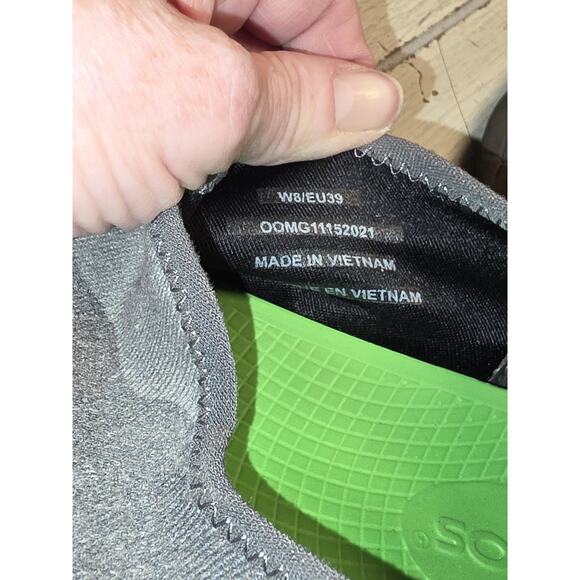 W8/EU39
OOMG11152021
MADE IN VIETNAM
EN VIETNAM